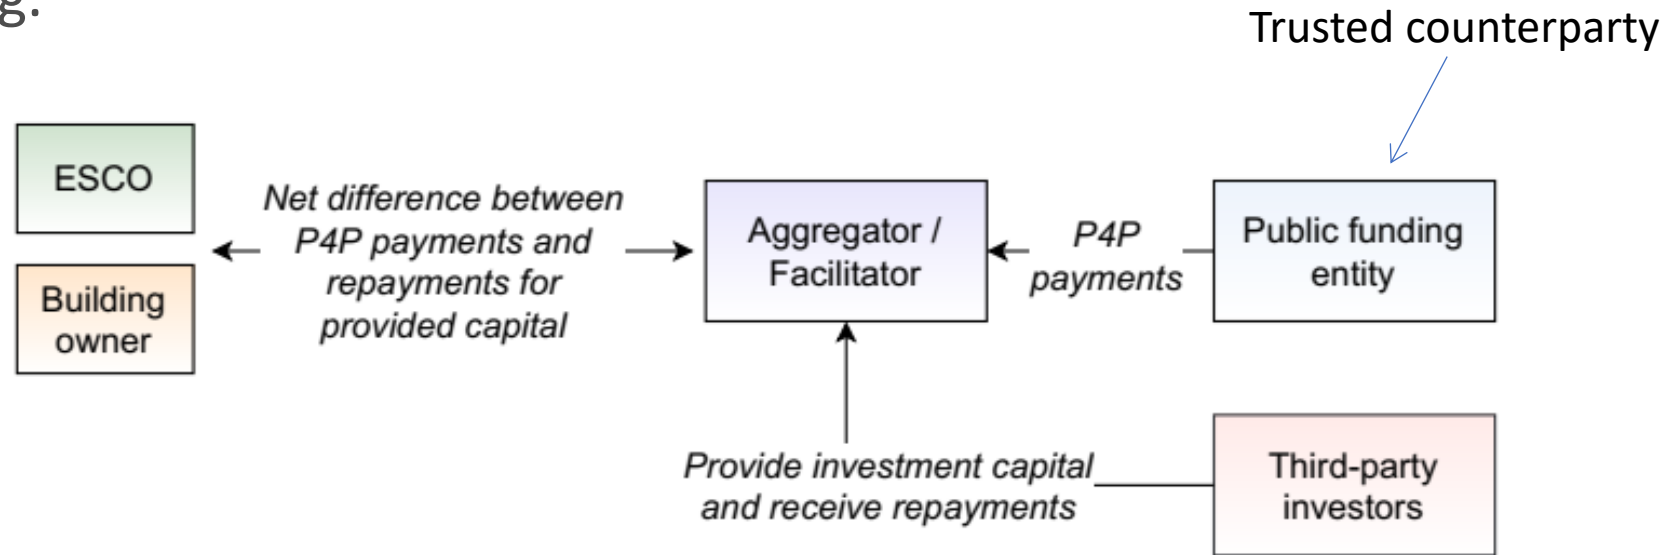 g.
Trusted counterparty
ESCO
Building
owner
Net difference between
P4P payments and
repayments for
provided capital
Aggregator /
Facilitator
P4P
payments
Public funding
entity
Provide investment capital
and receive repayments
Third-party
investors